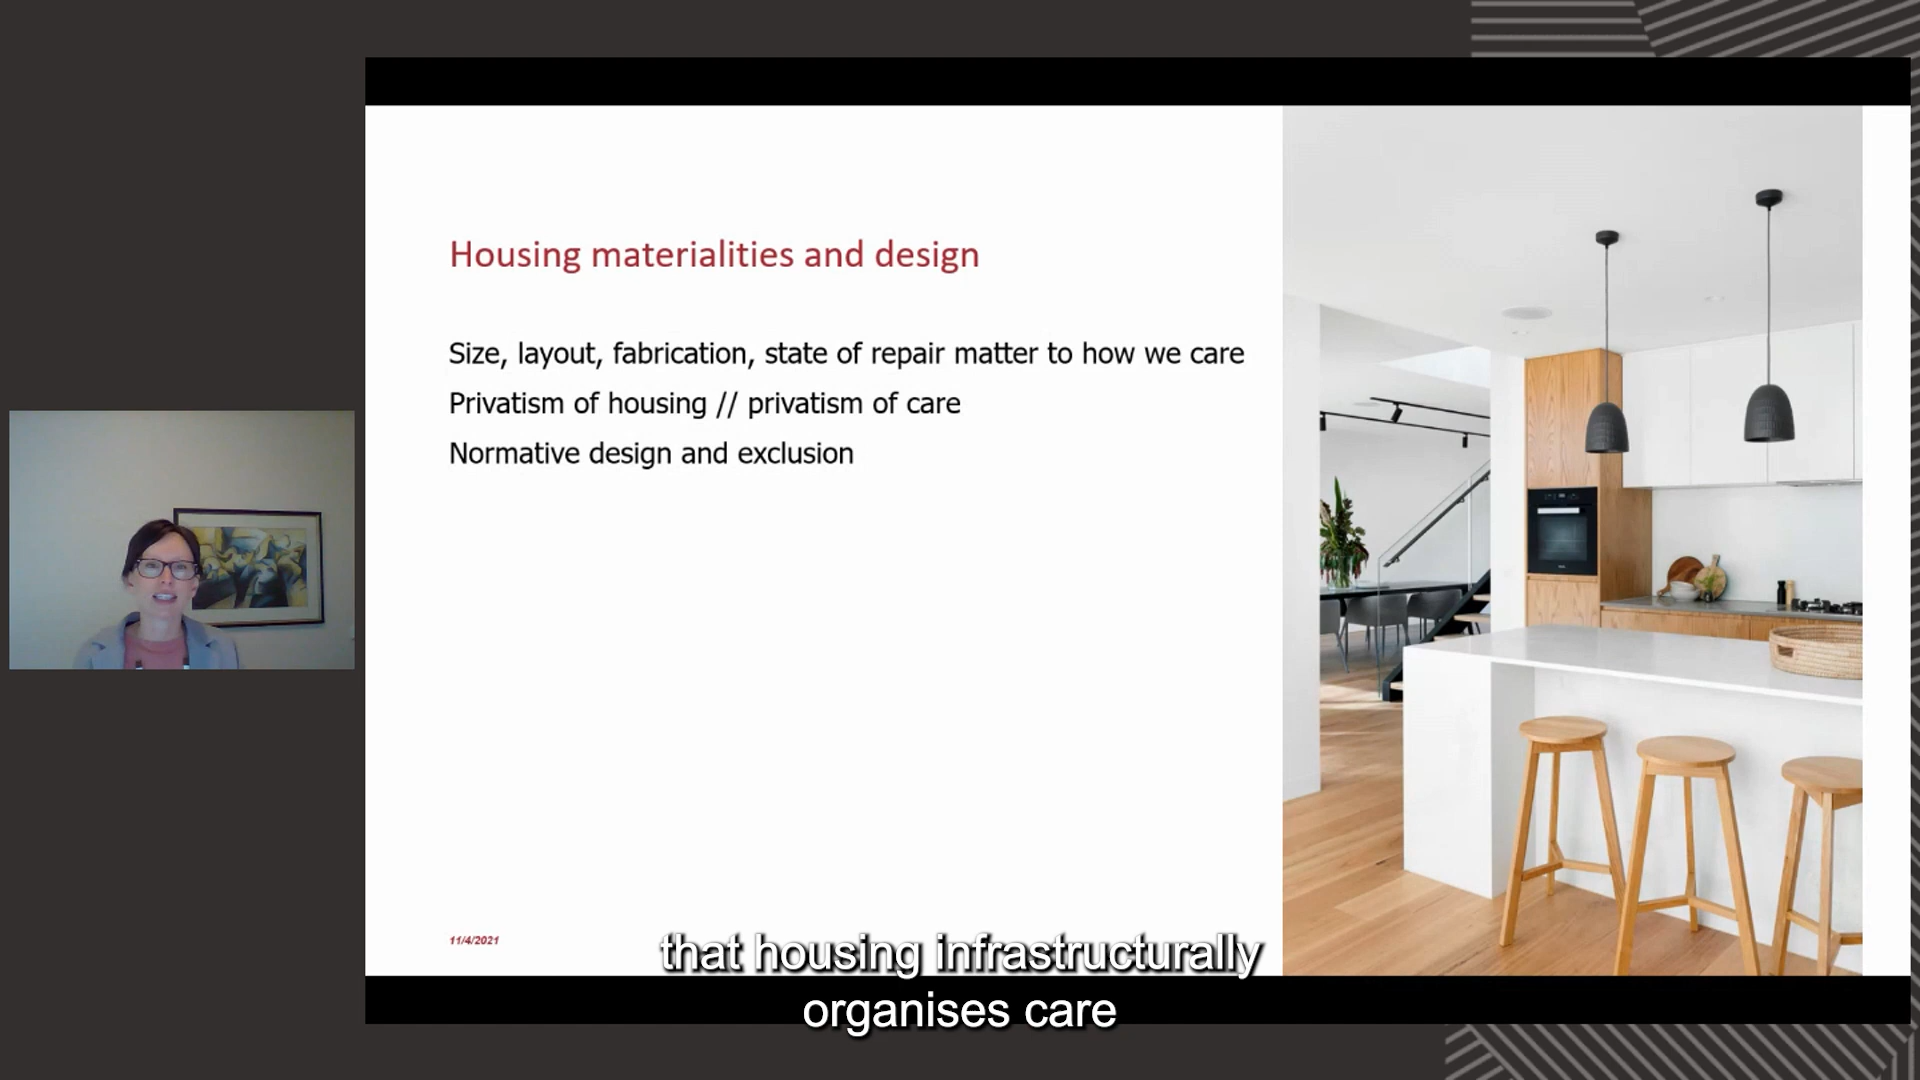 Housing materialities and design
Size, layout, fabrication, state of repair matter to how we care
Privatism of housing // privatism of care
Normative design and exclusion
11/4/2021
that housing infrastructurally
organises care